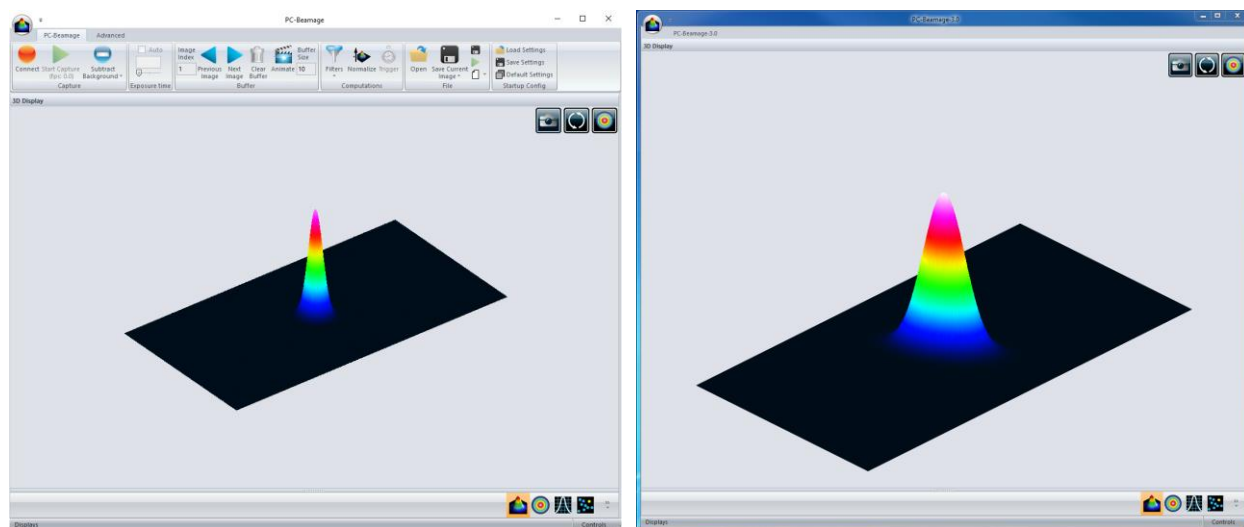 PC-Beamage
PC-Beamage Advanced
Connect
Start Capture
(fps: 0.0)
Subtract
Background
Capture
Auto
Exposure time
Image
Index
1
Previous
Image
Next
Image
Clear
Buffer
Animate
Buffer
Size
10
Buffer
Filters
Normalize
Trigger
Computations
Open
Save Current
Image
File
Load Settings
Save Settings
Default Settings
Startup Config
3D Display
Displays
Controls
PC-Beamage-3.0
PC-Beamage-3.0
3D Display
Displays
Controls